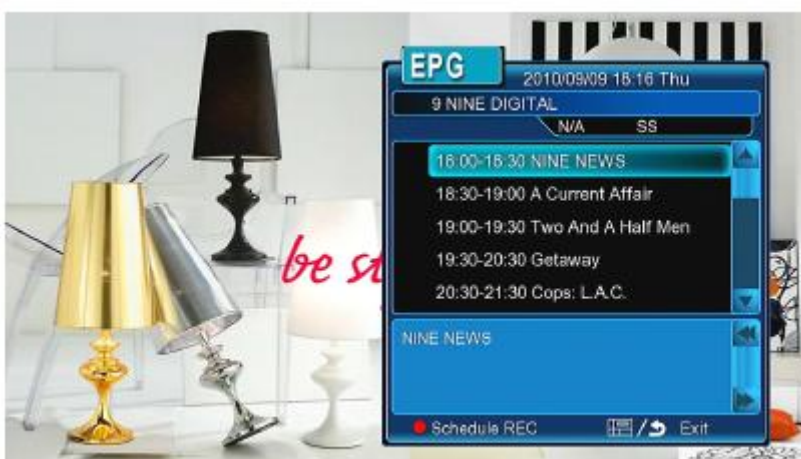 EPG
2010/09/09 18:16 Thu
9 NINE DIGITAL
N/A SS
18:00-18:30 NINE NEWS
18:30-19:00 A Current Affair
19:00-19:30 Two And A Half Men
be st
19:30-20:30 Getaway
20:30-21:30 Cops: L.A.C.
NINE NEWS
Schedule REC
/ Exit